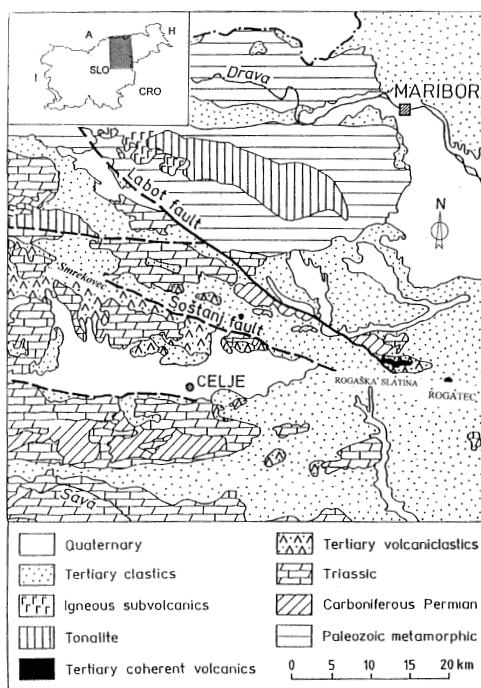 A
H
I
SLO
CRO
Drava
MARIBOR
Labot fault
N
Smrekovec
Šoštanj fault
CELJE
ROGAŠKA SLATINA
ROGATEC
Sava
Quaternary
Tertiary clastics
Igneous subvolcanics
Tonalite
Tertiary coherent volcanics
Tertiary volcaniclastics
Triassic
Carboniferous Permian
Paleozoic metamorphic
0 5 10 15 20 km